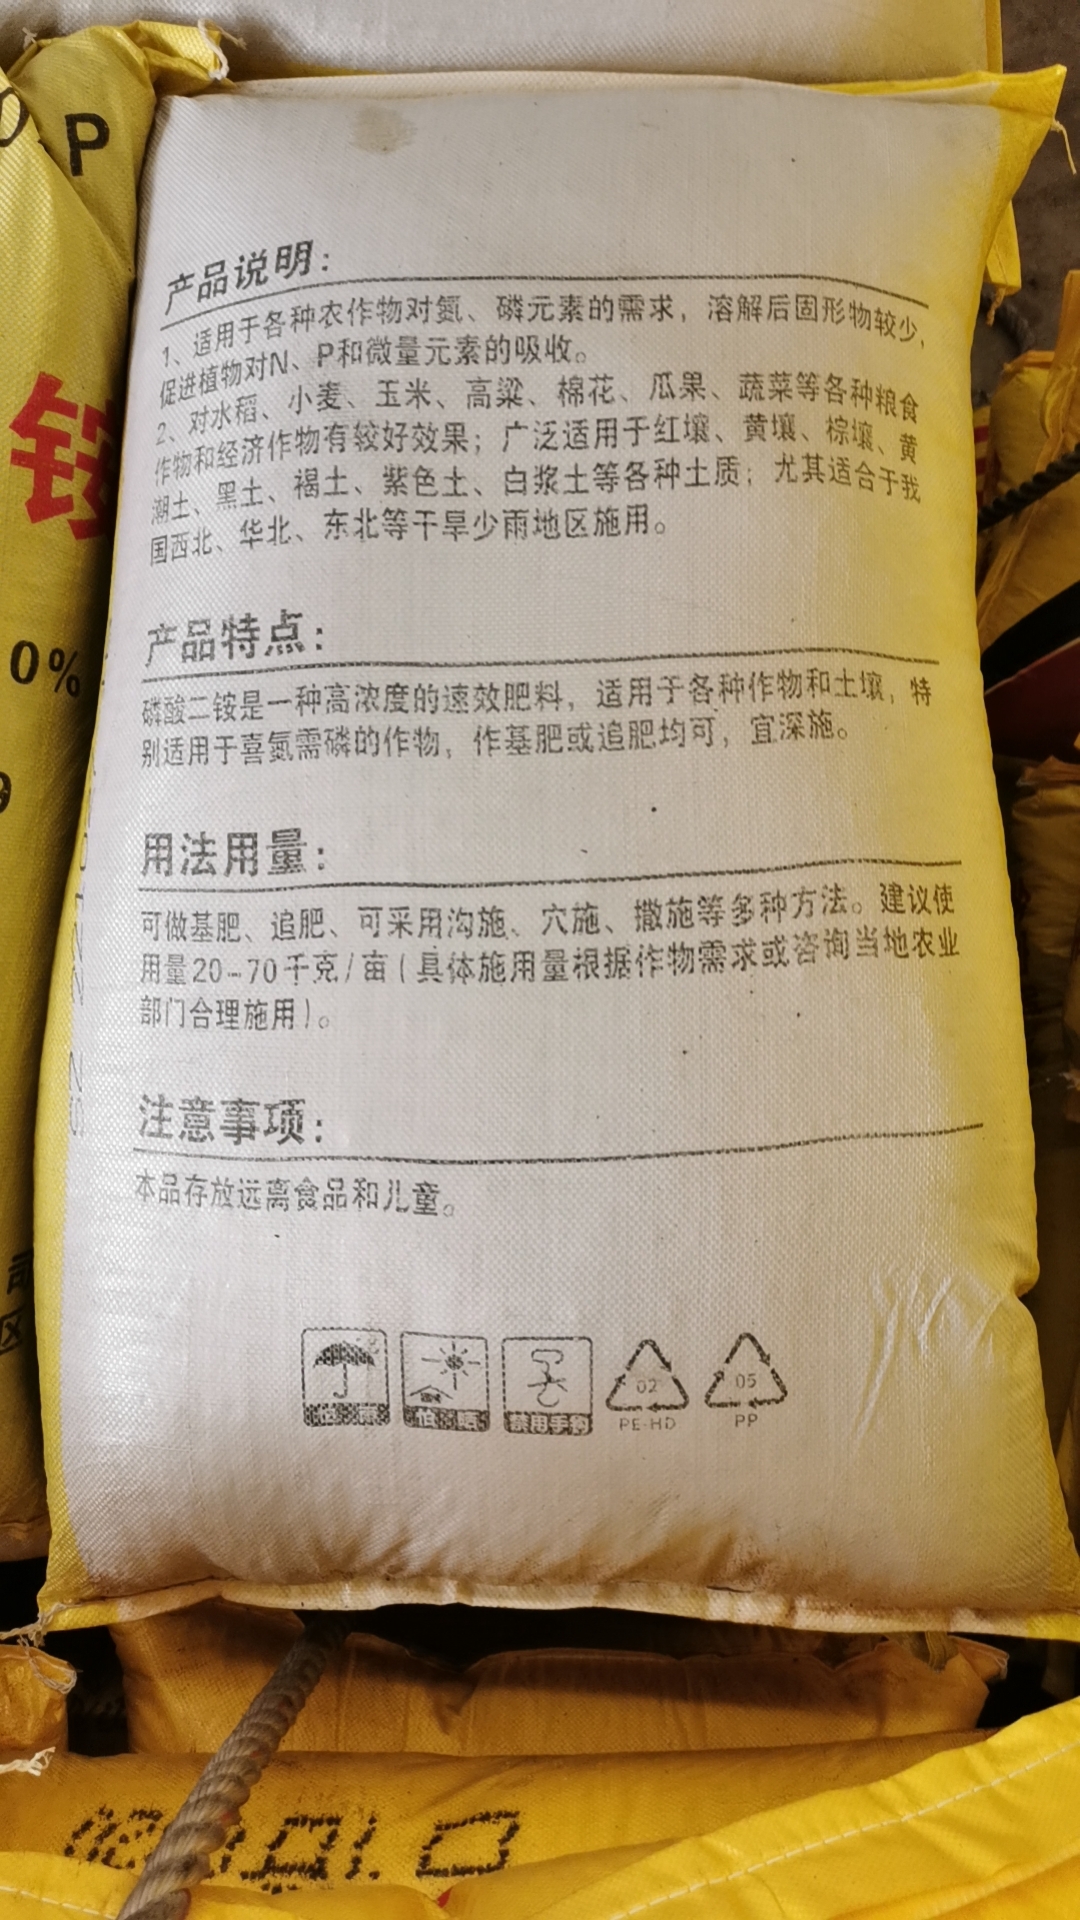 P
铵
0%
产品说明：
1、适用于各种农作物对氮、磷元素的需求，溶解后固形物较少，
促进植物对N、P和微量元素的吸收。
2、对水稻、小麦、玉米、高粱、棉花、瓜果、蔬菜等各种粮食
作物和经济作物有较好效果；广泛适用于红壤、黄壤、棕壤、黄
潮土、黑土、褐土、紫色土、白浆土等各种土质；尤其适合于我
国西北、华北、东北等干旱少雨地区施用。
产品特点：
磷酸二铵是一种高浓度的速效肥料，适用于各种作物和土壤，特
别适用于喜氮需磷的作物，作基肥或追肥均可，宜深施。
用法用量：
可做基肥、追肥、可采用沟施、穴施、撒施等多种方法。建议使
用量20-70千克/亩(具体施用量根据作物需求或咨询当地农业
部门合理施用)。
注意事项：
本品存放远离食品和儿童。
怕晒
禁用手钩
02
PE-HD
05
PP